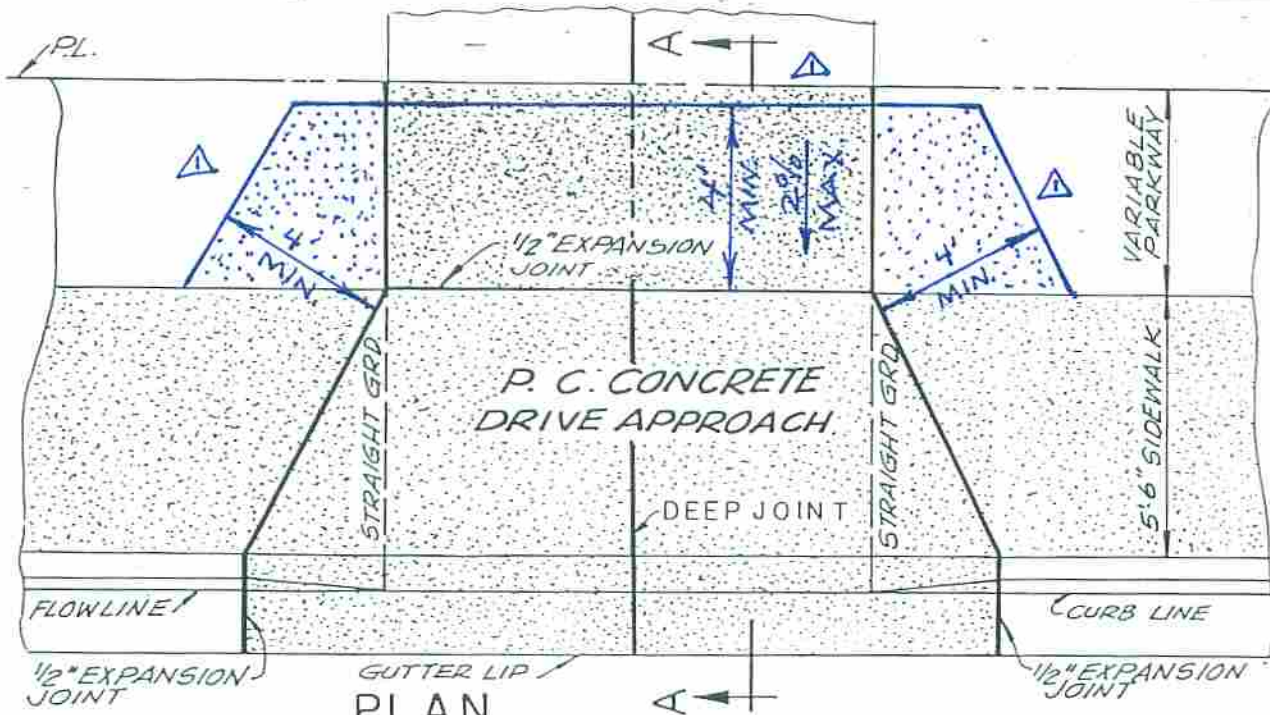 P.L.
A
1
1
1
4'
MIN.
2%
MAX.
4'
MIN.
4'
MIN.
VARIABLE
PARKWAY
1/2" EXPANSION
JOINT
STRAIGHT GRD.
P. C. CONCRETE
DRIVE APPROACH
STRAIGHT GRD.
5'6" SIDEWALK
DEEP JOINT
FLOWLINE
CURB LINE
1/2" EXPANSION
JOINT
GUTTER LIP
1/2" EXPANSION
JOINT
PLAN
A